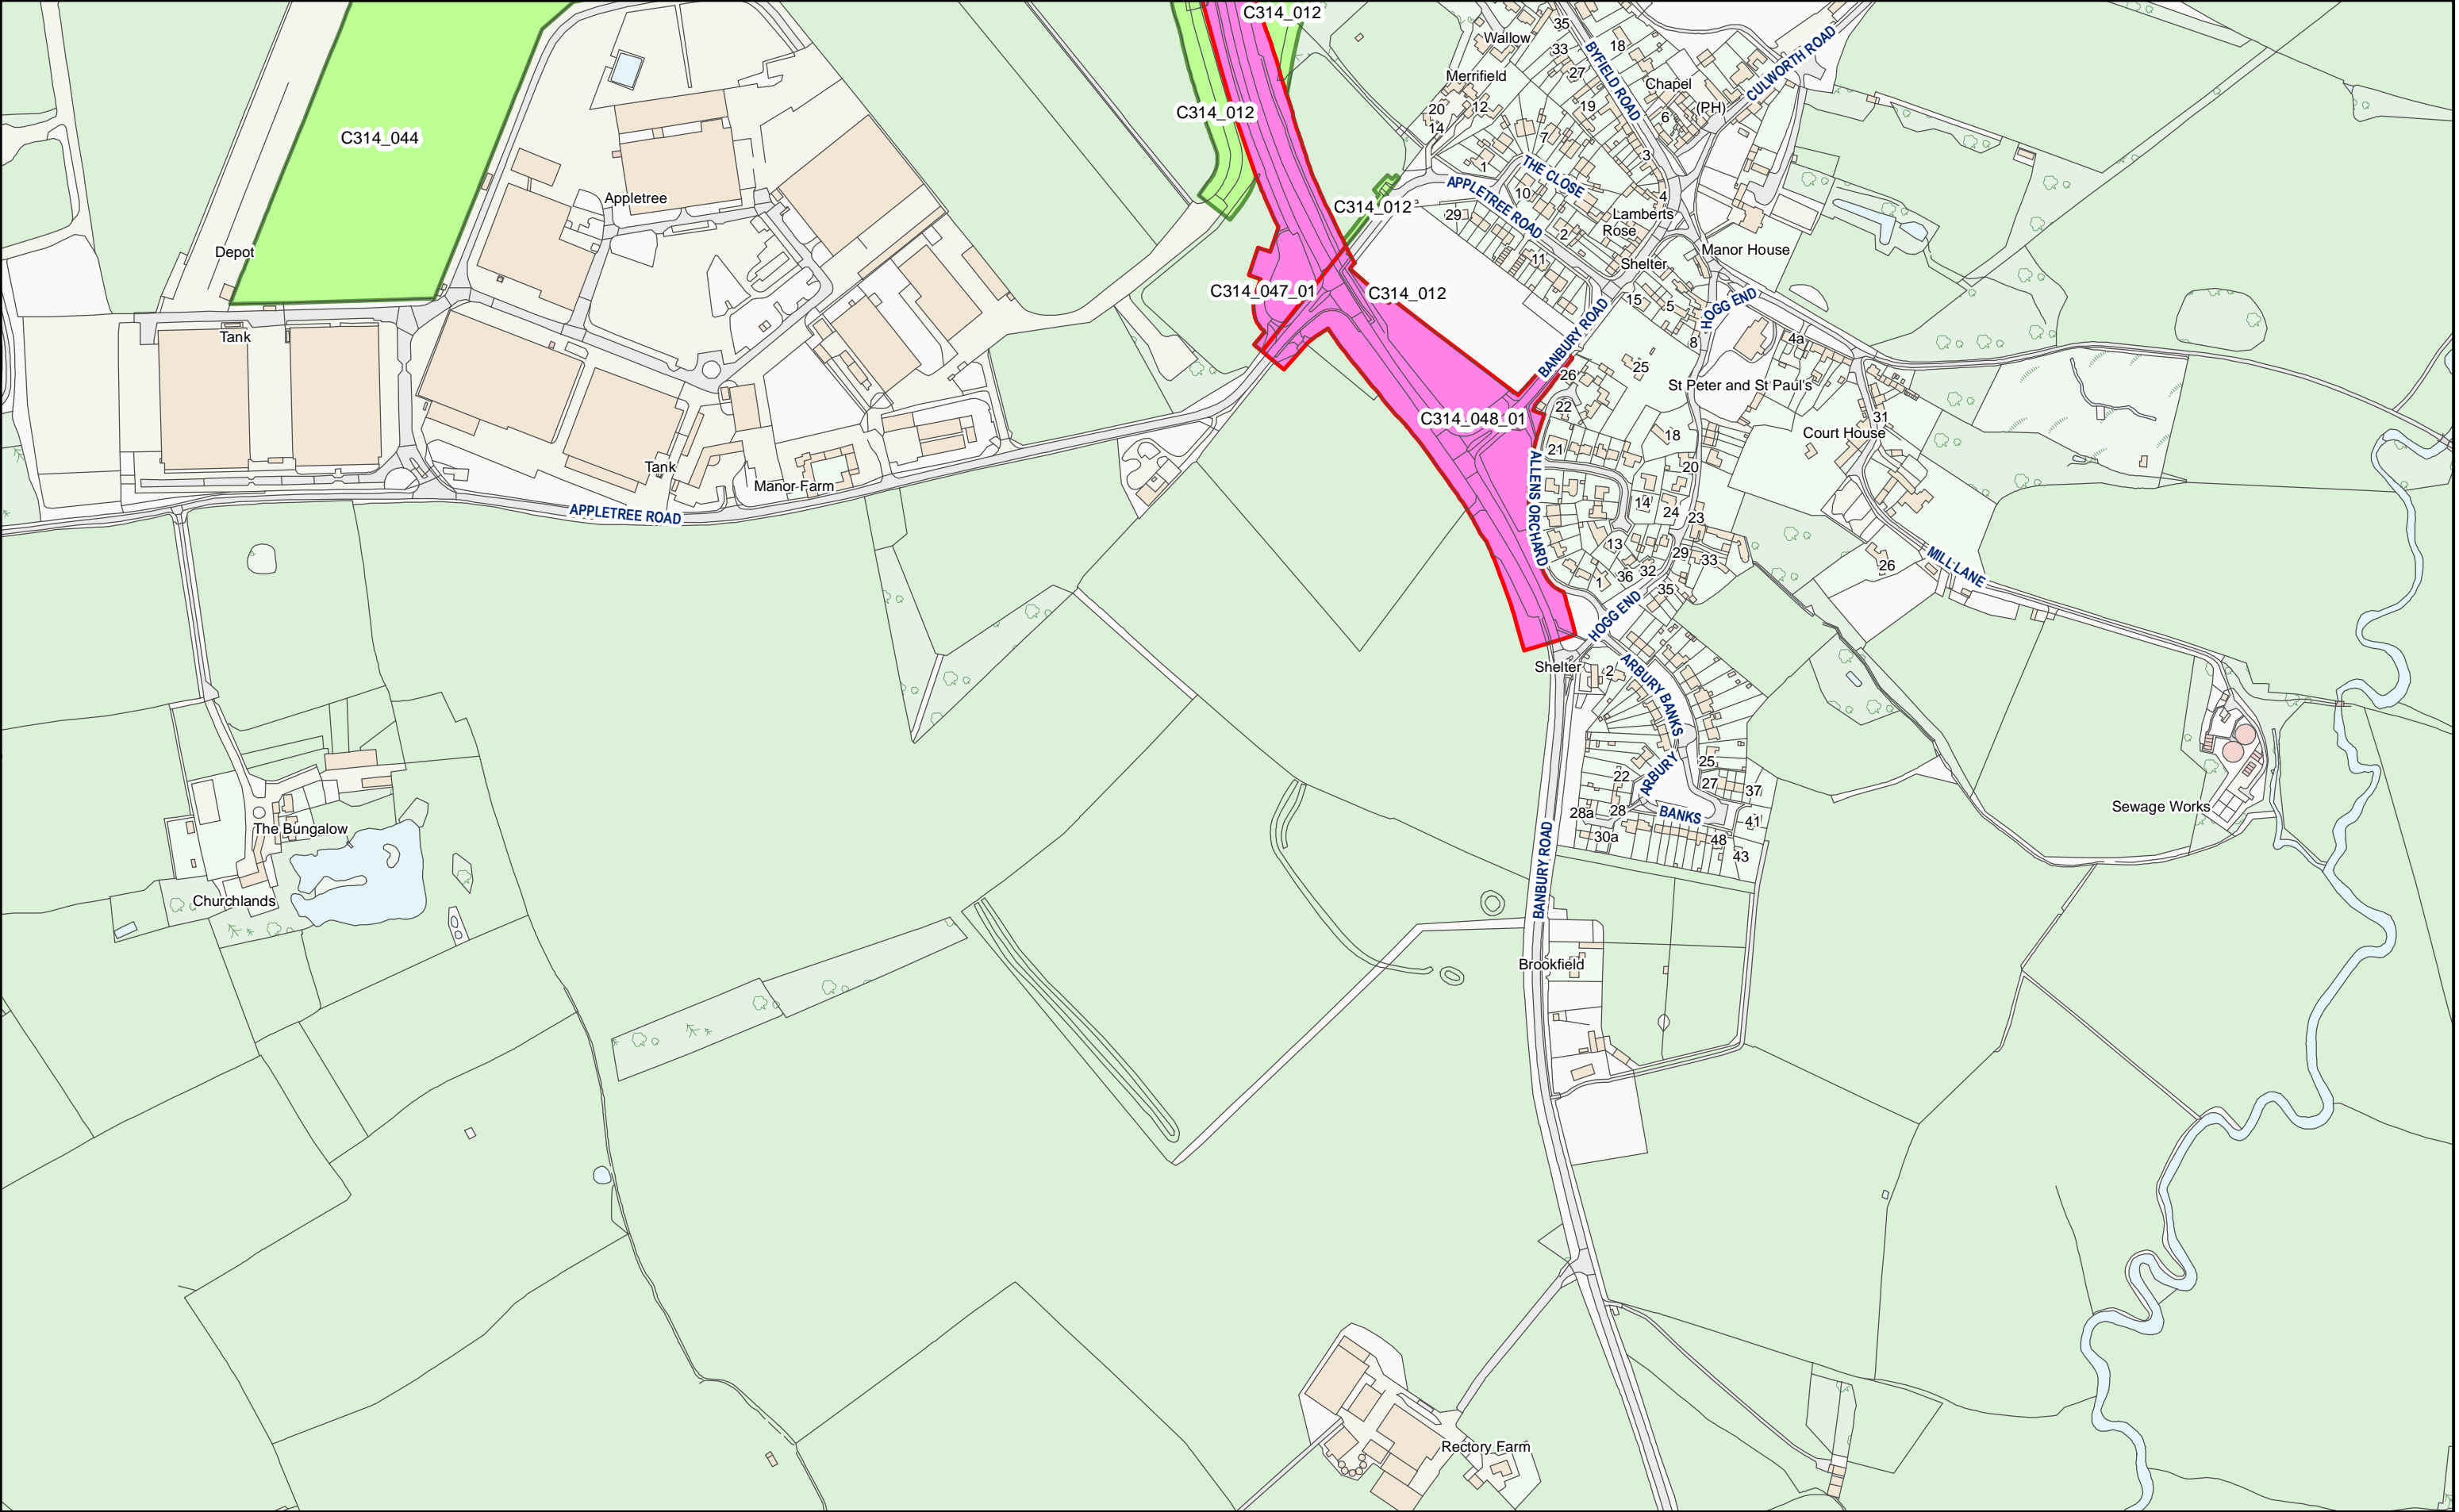 C314_012
35
Wallow
33
18
BYFIELD ROAD
CULWORTH ROAD
27
Merrifield
Chapel
C314_012
20
12
19
(PH)
6
14
C314_044
7
3
1
THE CLOSE
APPLETREE ROAD
10
4
Appletree
C314_012
29
Lamberts
Rose
2
Depot
Manor House
11
Shelter
C314_047_01
C314_012
15
5
HOGG END
BANBURY ROAD
Tank
8
4a
25
26
St Peter and St Paul's
22
C314_048_01
31
18
Court House
21
Tank
20
Manor Farm
ALLENS ORCHARD
14
24
23
APPLETREE ROAD
13
29
33
26
MILL LANE
32
36
1
35
HOGG END
Shelter
2
ARBURY BANKS
25
22
ARBURY
27
37
Sewage Works
28a
28
BANKS
41
The Bungalow
30a
48
43
BANBURY ROAD
Churchlands
Brookfield
Rectory Farm